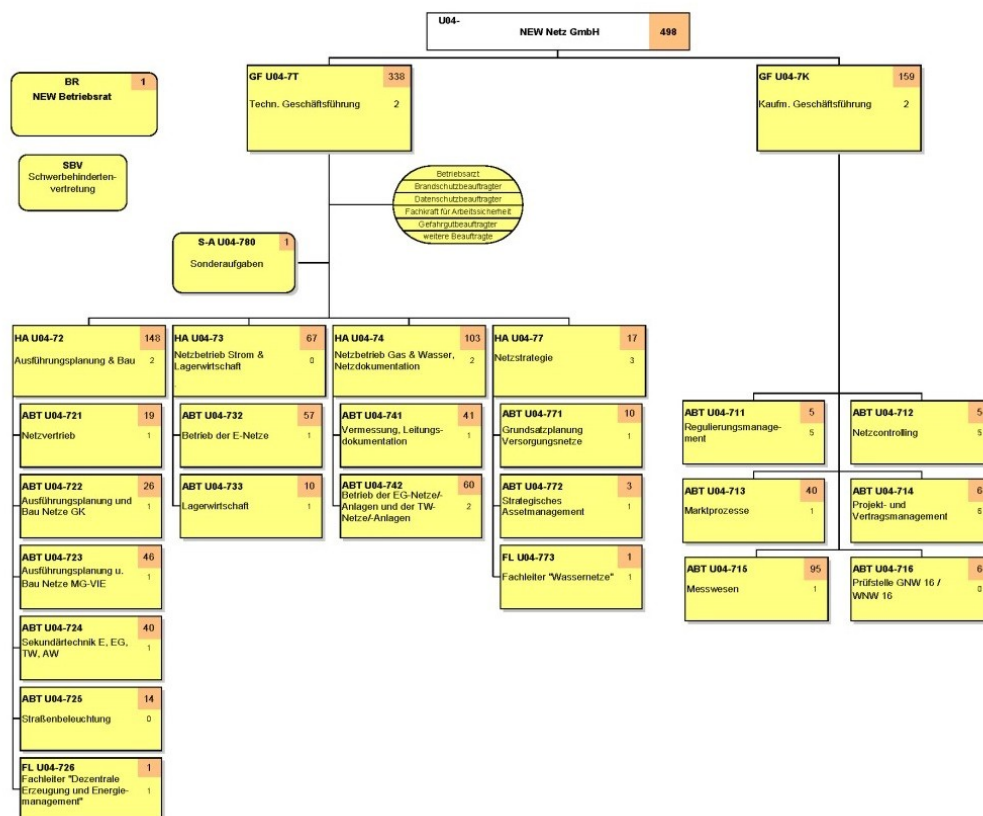 U04-
NEW Netz GmbH 498
BR 1
NEW Betriebsrat
SBV
Schwerbehinderten-
vertretung
GF U04-7T 338
Techn. Geschäftsführung 2
GF U04-7K 159
Kaufm. Geschäftsführung 2
Betriebsarzt
Brandschutzbeauftragter
Datenschutzbeauftragter
Fachkraft für Arbeitssicherheit
Gefahrgutbeauftragter
weitere Beauftragte
S-A U04-780 1
Sonderaufgaben
HA U04-72 148
Ausführungsplanung & Bau 2
ABT U04-721 19
Netzvertrieb 1
ABT U04-722 26
Ausführungsplanung und
Bau Netze GK 1
ABT U04-723 46
Ausführungsplanung u.
Bau Netze MG-VIE 1
ABT U04-724 40
Sekundärtechnik E, EG,
TW, AW 1
ABT U04-725 14
Straßenbeleuchtung 0
FL U04-726 1
Fachleiter "Dezentrale
Erzeugung und Energie-
management" 1
HA U04-73 67
Netzbetrieb Strom &
Lagerwirtschaft 0
ABT U04-732 57
Betrieb der E-Netze 1
ABT U04-733 10
Lagerwirtschaft 1
HA U04-74 103
Netzbetrieb Gas & Wasser,
Netzdokumentation 2
ABT U04-741 41
Vermessung, Leitungs-
dokumentation 1
ABT U04-742 60
Betrieb der EG-Netze/-
Anlagen und der TW-
Netze/-Anlagen 2
HA U04-77 17
Netzstrategie 3
ABT U04-771 10
Grundsatzplanung
Versorgungsnetze 1
ABT U04-772 3
Strategisches
Assetmanagement 1
FL U04-773 1
Fachleiter "Wassernetze" 1
ABT U04-711 5
Regulierungsmanage-
ment 5
ABT U04-712 5
Netzcontrolling 5
ABT U04-713 40
Marktprozesse 1
ABT U04-714 6
Projekt- und
Vertragsmanagement 6
ABT U04-715 95
Messwesen 1
ABT U04-716 6
Prüfstelle GNW 16 /
WNW 16 0